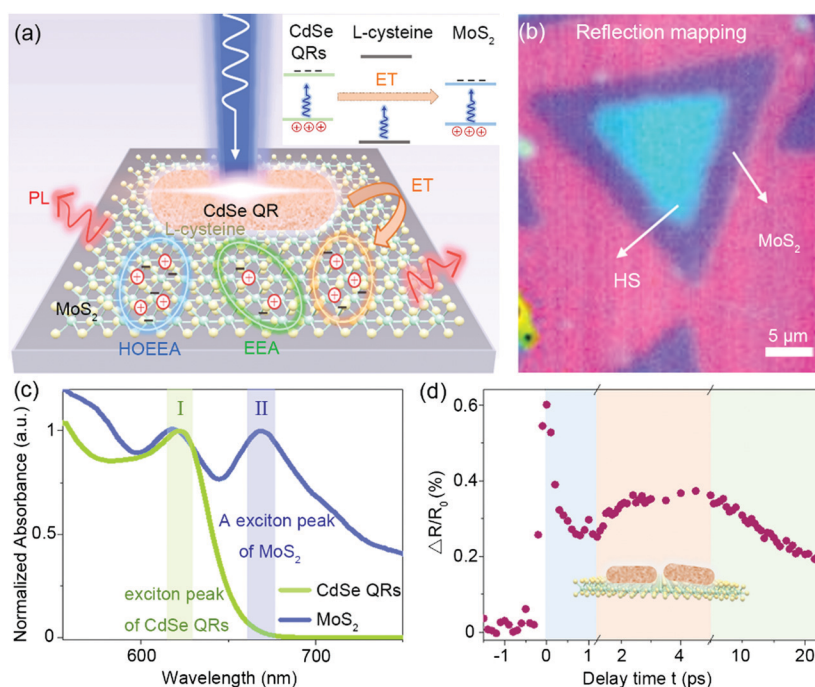 (a)
CdSe
QRs
L-cysteine
MoS₂
ET
PL
CdSe QR
ET
L-cysteine
MoS₂
HOEEA
EEA
(b)
Reflection mapping
MoS₂
HS
5 μm
(c)
Normalized Absorbance (a.u.)
1
0.5
0
I
II
A exciton peak
of MoS₂
exciton peak
of CdSe QRs
CdSe QRs
MoS₂
600
700
Wavelength (nm)
(d)
△R/R₀ (%)
0.6
0.4
0.2
0.0
-1
0
1
2
4
10
20
Delay time t (ps)